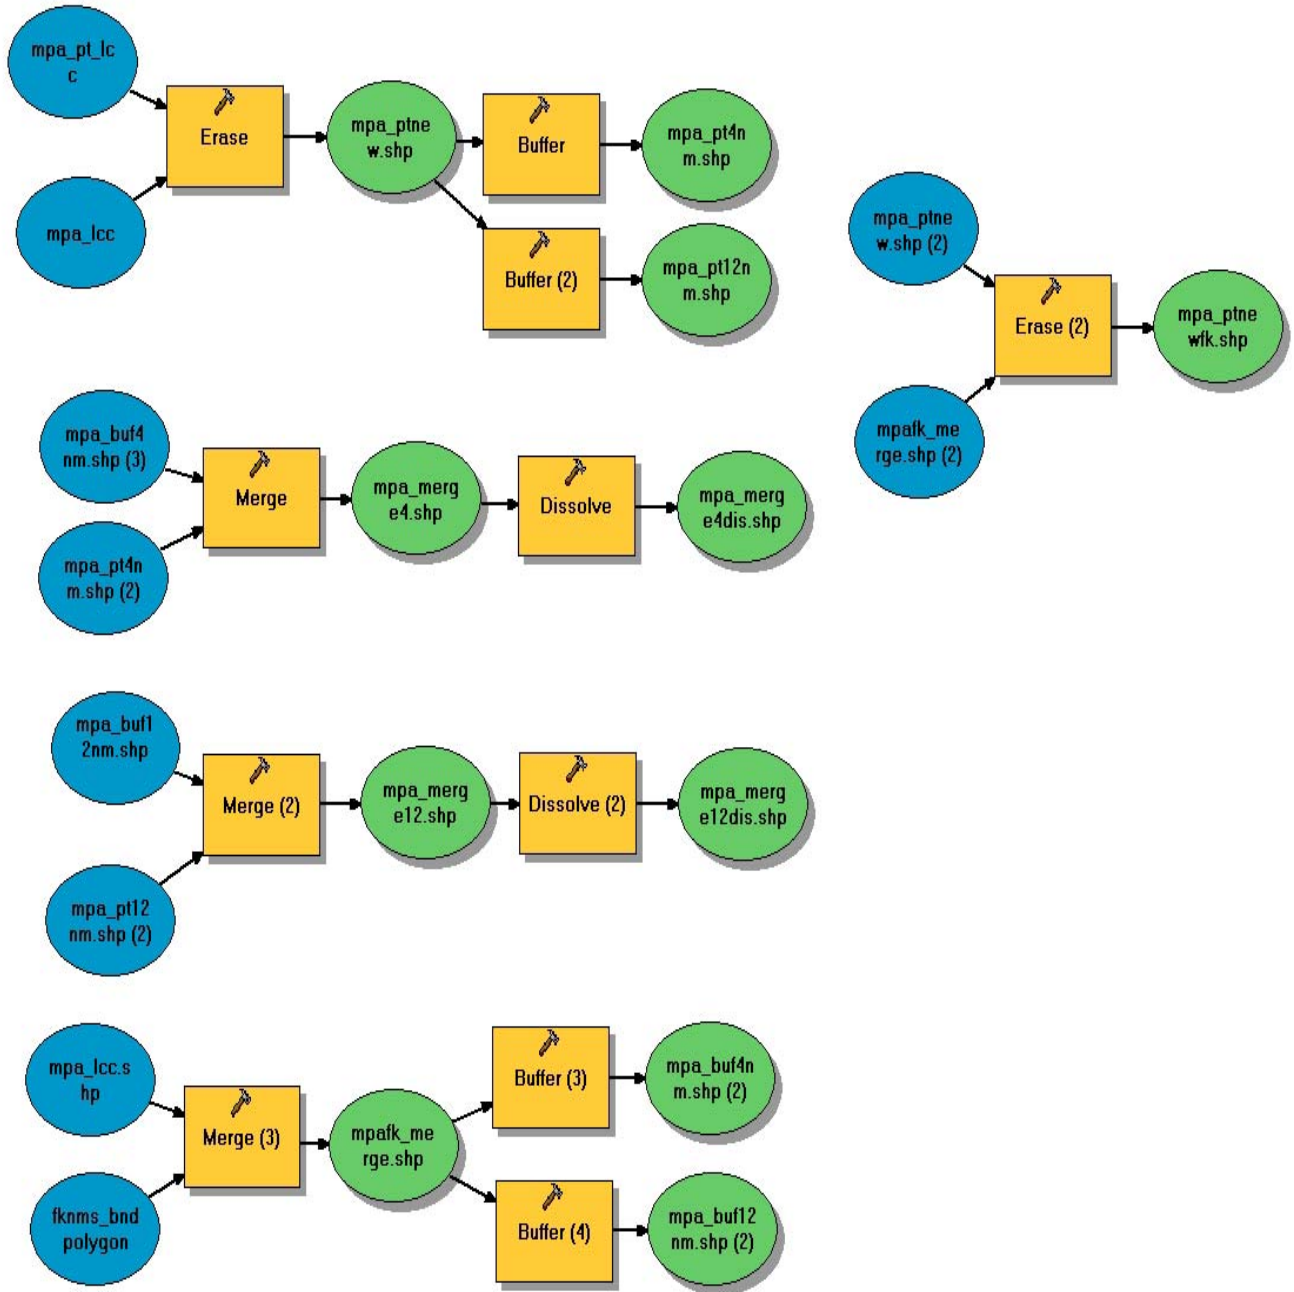 mpa_pt_lc
c
Erase
mpa_lcc
mpa_ptne
w.shp
Buffer
mpa_pt4n
m.shp
Buffer (2)
mpa_pt12n
m.shp
mpa_ptne
w.shp (2)
Erase (2)
mpa_ptne
wfk.shp
mpafk_me
rge.shp (2)
mpa_buf4
nm.shp (3)
Merge
mpa_merg
e4.shp
Dissolve
mpa_merg
e4dis.shp
mpa_pt4n
m.shp (2)
mpa_buf1
2nm.shp
Merge (2)
mpa_merg
e12.shp
Dissolve (2)
mpa_merg
e12dis.shp
mpa_pt12
nm.shp (2)
mpa_lcc.s
hp
Merge (3)
mpafk_me
rge.shp
Buffer (3)
mpa_buf4n
m.shp (2)
fknms_bnd
polygon
Buffer (4)
mpa_buf12
nm.shp (2)